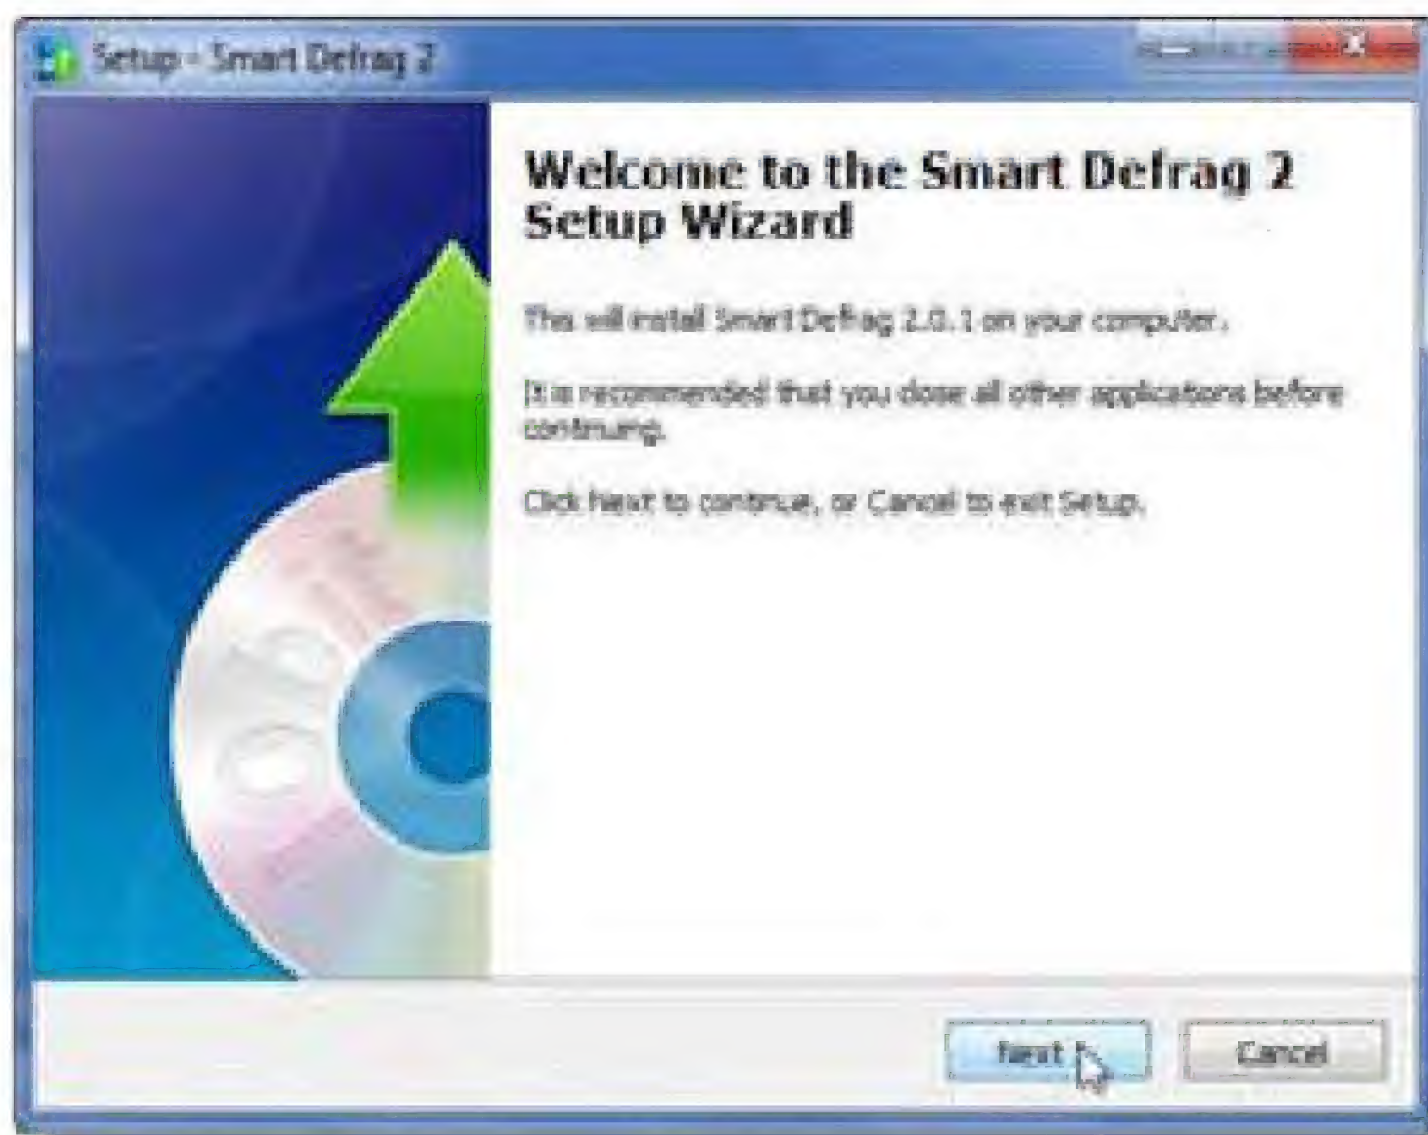 Setup - Smart Defrag 2
Welcome to the Smart Defrag 2
Setup Wizard
This will install Smart Defrag 2.0.1 on your computer.
It is recommended that you close all other applications before
continuing.
Click Next to continue, or Cancel to exit Setup.
Next
Cancel